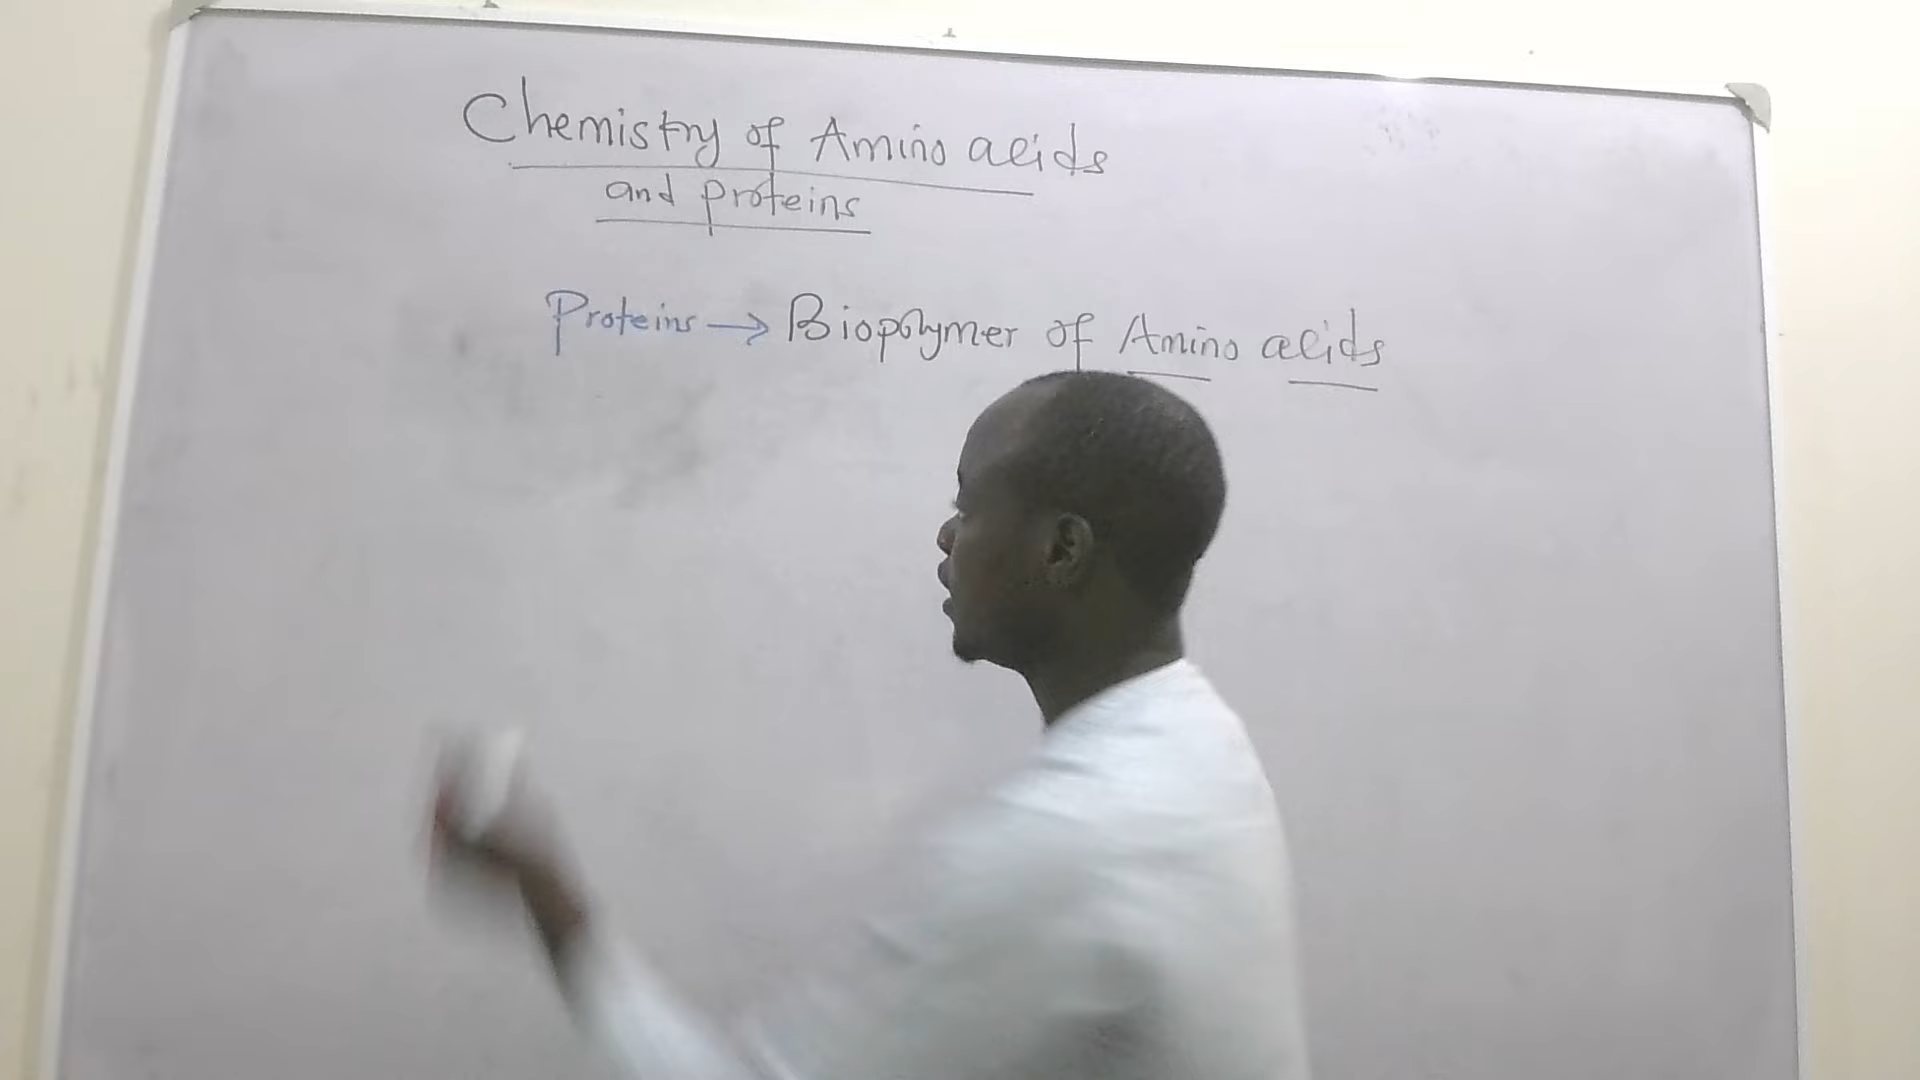 Chemistry of Amino acids
and proteins
Proteins → Biopolymer of Amino acids